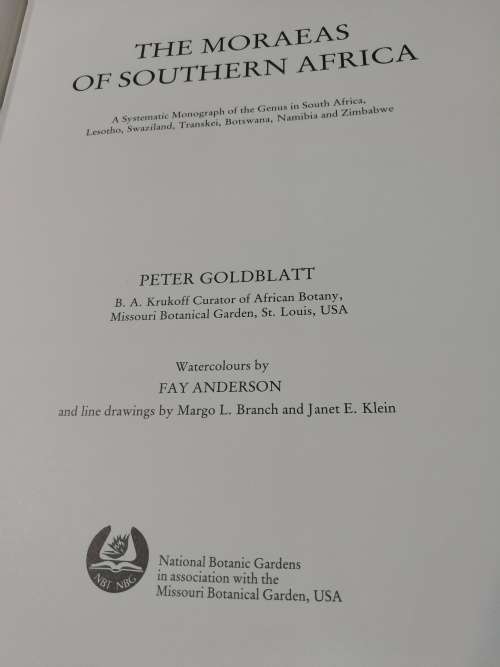 THE MORAEAS
OF SOUTHERN AFRICA
A Systematic Monograph of the Genus in South Africa,
Lesotho, Swaziland, Transkei, Botswana, Namibia and Zimbabwe
PETER GOLDBLATT
B. A. Krukoff Curator of African Botany,
Missouri Botanical Garden, St. Louis, USA
Watercolours by
FAY ANDERSON
and line drawings by Margo L. Branch and Janet E. Klein
NBT NBG
National Botanic Gardens
in association with the
Missouri Botanical Garden, USA